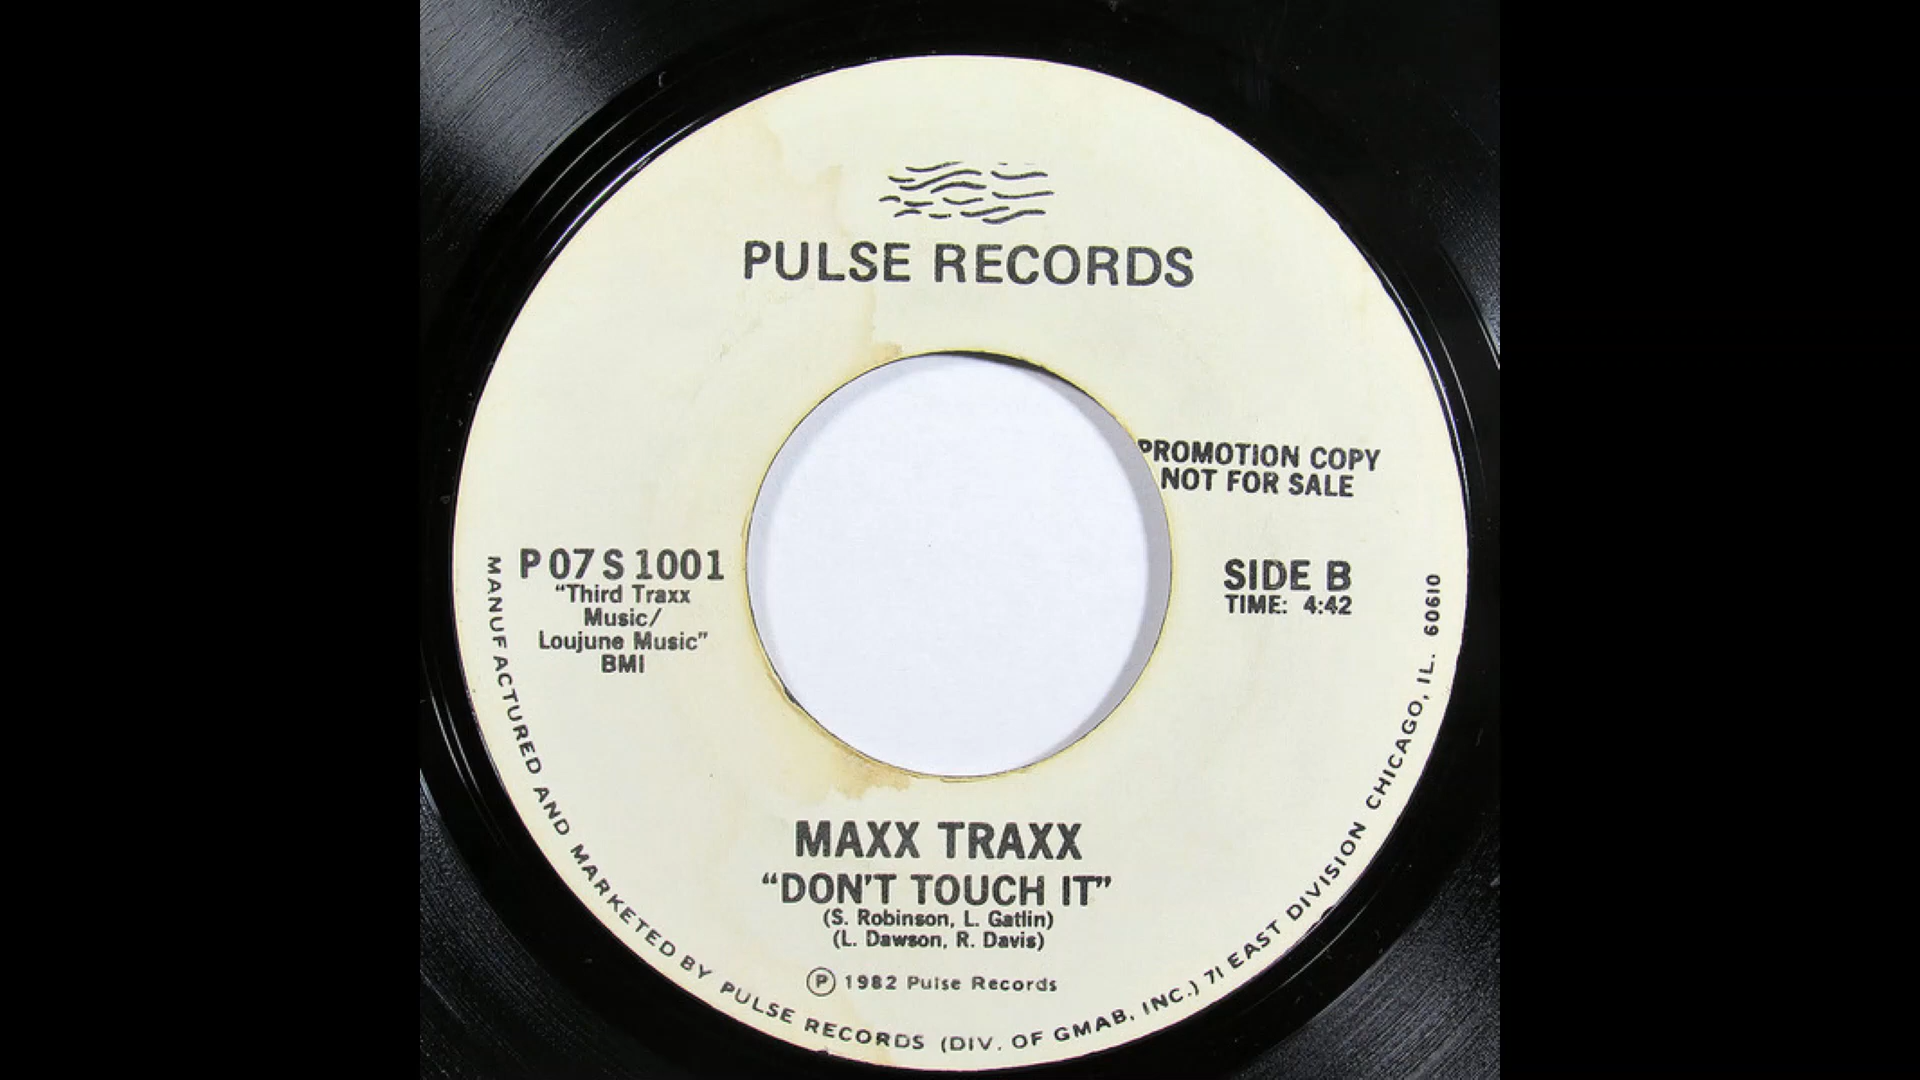 PULSE RECORDS
PROMOTION COPY
NOT FOR SALE
P 07 S 1001
"Third Traxx
Music/
Loujune Music"
BMI
SIDE B
TIME: 4:42
MAXX TRAXX
"DON'T TOUCH IT"
(S. Robinson, L. Gatlin)
(L. Dawson, R. Davis)
Ⓟ 1982 Pulse Records
MANUFACTURED AND MARKETED BY PULSE RECORDS (DIV. OF GMAB, INC.) 71 EAST DIVISION CHICAGO, IL. 60610